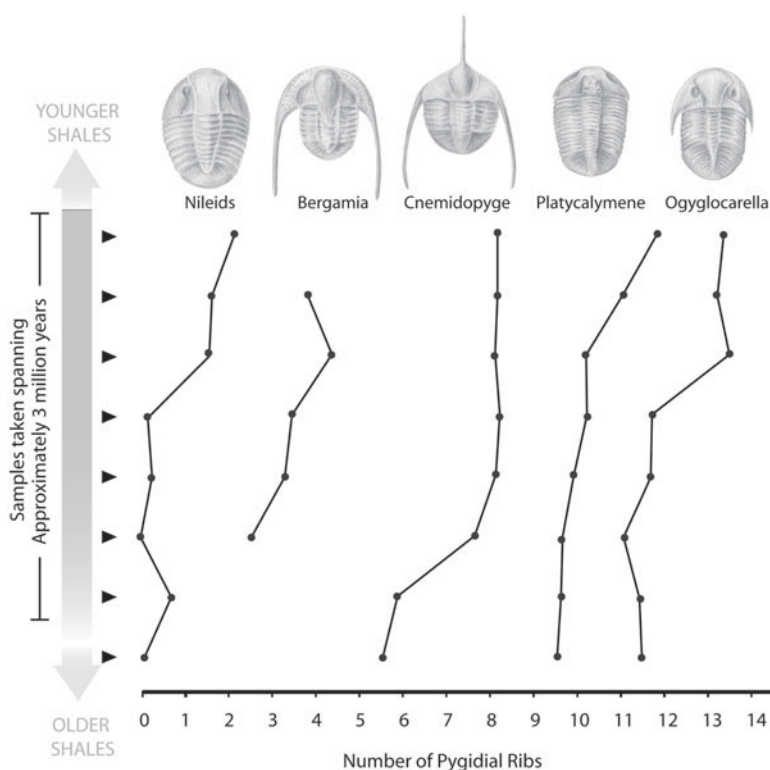 YOUNGER
SHALES
Nileids
Bergamia
Cnemidopyge
Platycalymene
Ogyglocarella
Samples taken spanning
Approximately 3 million years
OLDER
SHALES
0 1 2 3 4 5 6 7 8 9 10 11 12 13 14
Number of Pygidial Ribs